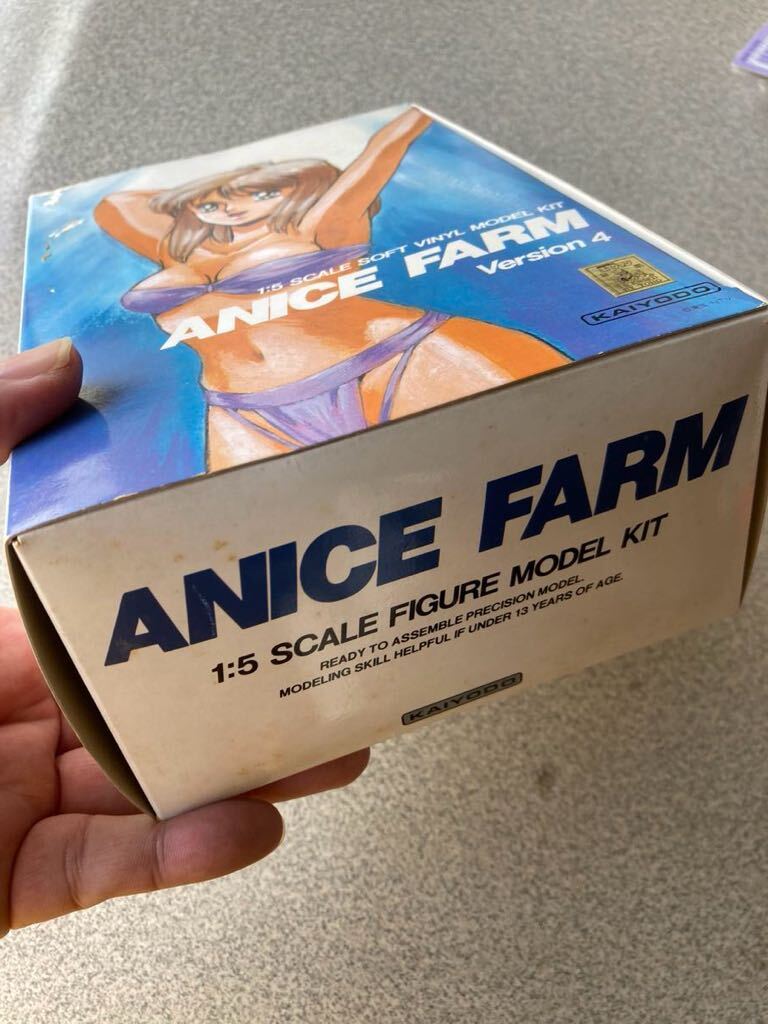 1:5 SCALE SOFT VINYL MODEL KIT
ANICE FARM
Version 4
KAIYODO
ANICE FARM
1:5 SCALE FIGURE MODEL KIT
READY TO ASSEMBLE PRECISION MODEL.
MODELING SKILL HELPFUL IF UNDER 13 YEARS OF AGE.
KAIYODO